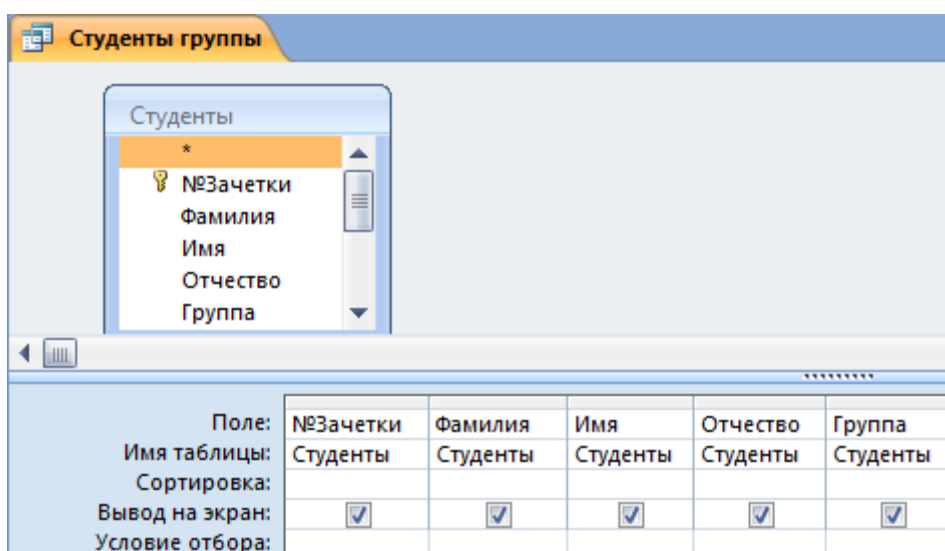 Студенты группы
Студенты
*
№Зачетки
Фамилия
Имя
Отчество
Группа
Поле: №Зачетки Фамилия Имя Отчество Группа
Имя таблицы: Студенты Студенты Студенты Студенты Студенты
Сортировка:
Вывод на экран:
Условие отбора: